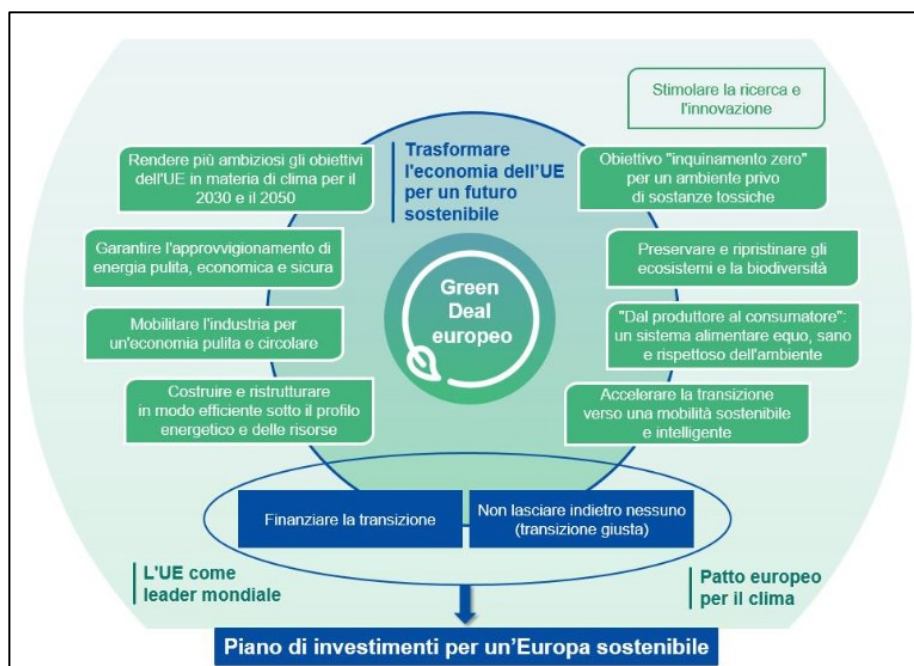 Stimolare la ricerca e
l'innovazione
Trasformare
l'economia dell'UE
per un futuro
sostenibile
Rendere più ambiziosi gli obiettivi
dell'UE in materia di clima per il
2030 e il 2050
Obiettivo "inquinamento zero"
per un ambiente privo
di sostanze tossiche
Garantire l'approvvigionamento di
energia pulita, economica e sicura
Preservare e ripristinare gli
ecosistemi e la biodiversità
Green
Deal
europeo
Mobilitare l'industria per
un'economia pulita e circolare
"Dal produttore al consumatore":
un sistema alimentare equo, sano
e rispettoso dell'ambiente
Costruire e ristrutturare
in modo efficiente sotto il profilo
energetico e delle risorse
Accelerare la transizione
verso una mobilità sostenibile
e intelligente
Finanziare la transizione
Non lasciare indietro nessuno
(transizione giusta)
L'UE come
leader mondiale
Patto europeo
per il clima
Piano di investimenti per un'Europa sostenibile